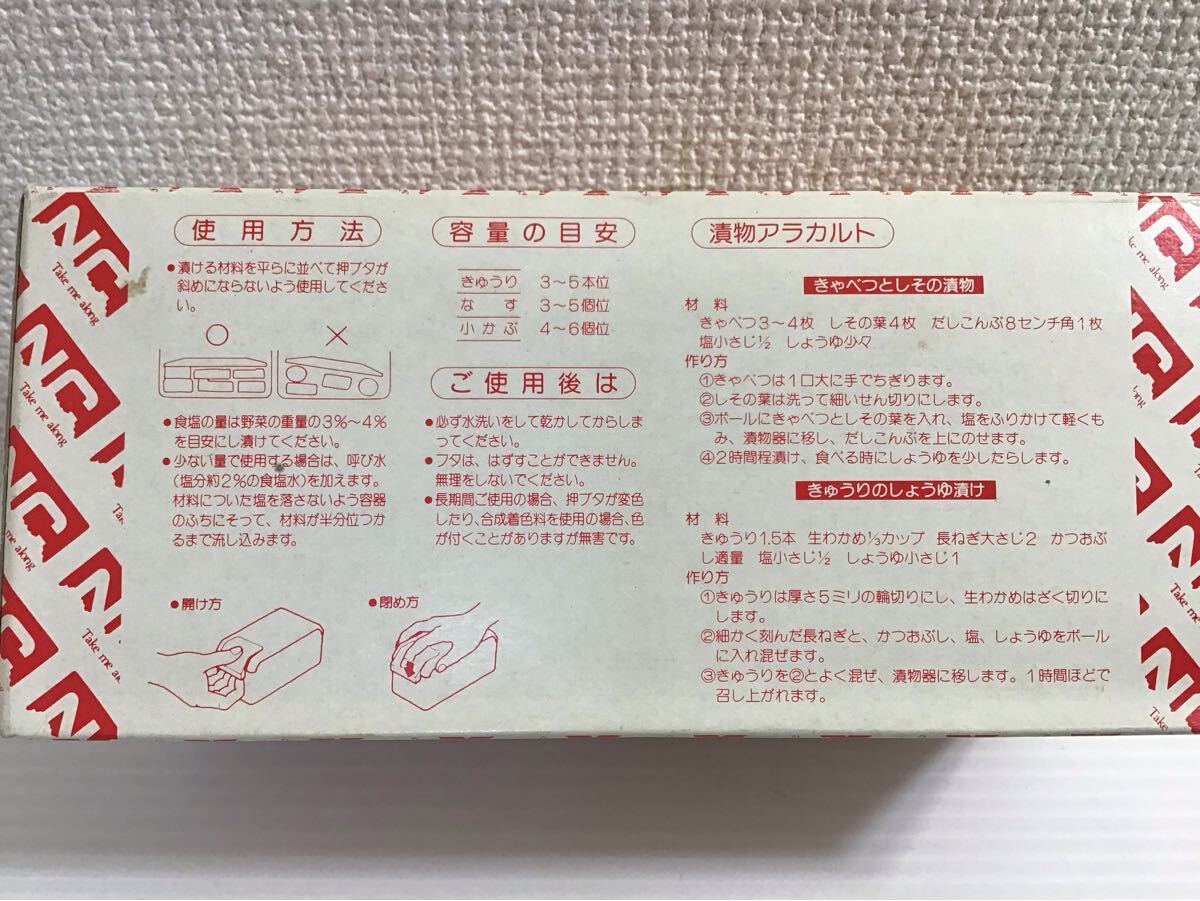 使用方法
●漬ける材料を平らに並べて押ブタが
斜めにならないよう使用してくださ
い。
○ ×
●食塩の量は野菜の重量の3%~4%
を目安にし漬けてください。
●少ない量で使用する場合は、呼び水
(塩分約2%の食塩水)を加えます。
材料についた塩を落さないよう容器
のふちにそって、材料が半分位つか
るまで流し込みます。
●開け方
●閉め方
容量の目安
きゅうり 3〜5本位
なす 3〜5個位
小かぶ 4〜6個位
ご使用後は
●必ず水洗いをして乾かしてからしま
ってください。
●フタは、はずすことができません。
無理をしないでください。
●長期間ご使用の場合、押ブタが変色
したり、合成着色料を使用の場合、色
が付くことがありますが無害です。
漬物アラカルト
きゃべつとしその漬物
材料
きゃべつ3〜4枚 しその葉4枚 だしこんぶ8センチ角1枚
塩小さじ½ しょうゆ少々
作り方
①きゃべつは1口大に手でちぎります。
②しその葉は洗って細いせん切りにします。
③ボールにきゃべつとしその葉を入れ、塩をふりかけて軽くも
み、漬物器に移し、だしこんぶを上にのせます。
④2時間程漬け、食べる時にしょうゆを少したらします。
きゅうりのしょうゆ漬け
材料
きゅうり1.5本 生わかめ⅓カップ 長ねぎ大さじ2 かつおぶ
し適量 塩小さじ½ しょうゆ小さじ1
作り方
①きゅうりは厚さ5ミリの輪切りにし、生わかめはざく切りに
します。
②細かく刻んだ長ねぎと、かつおぶし、塩、しょうゆをボール
に入れ混ぜます。
③きゅうりを②とよく混ぜ、漬物器に移します。1時間ほどで
召し上がれます。
Take me along
Take me along
Take me along
Take me a
Take me along
Take me along
Take